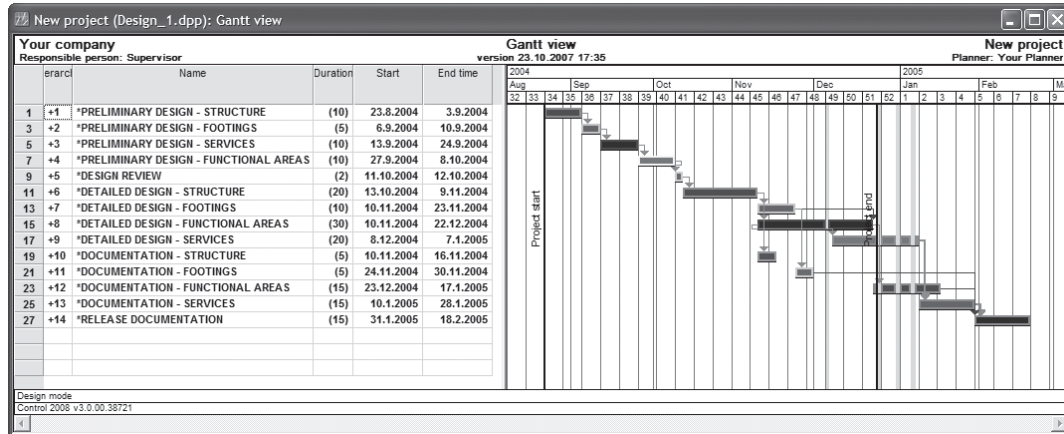 New project (Design_1.dpp): Gantt view
Your company Gantt view New project
Responsible person: Supervisor version 23.10.2007 17:35 Planner: Your Planner
erarcl Name Duration Start End time 2004 2005
Aug Sep Oct Nov Dec Jan Feb M
32 33 34 35 36 37 38 39 40 41 42 43 44 45 46 47 48 49 50 51 52 1 2 3 4 5 6 7 8 9
1 +1 *PRELIMINARY DESIGN - STRUCTURE (10) 23.8.2004 3.9.2004
3 +2 *PRELIMINARY DESIGN - FOOTINGS (5) 6.9.2004 10.9.2004
5 +3 *PRELIMINARY DESIGN - SERVICES (10) 13.9.2004 24.9.2004
7 +4 *PRELIMINARY DESIGN - FUNCTIONAL AREAS (10) 27.9.2004 8.10.2004
9 +5 *DESIGN REVIEW (2) 11.10.2004 12.10.2004
11 +6 *DETAILED DESIGN - STRUCTURE (20) 13.10.2004 9.11.2004
13 +7 *DETAILED DESIGN - FOOTINGS (10) 10.11.2004 23.11.2004
15 +8 *DETAILED DESIGN - FUNCTIONAL AREAS (30) 10.11.2004 22.12.2004
17 +9 *DETAILED DESIGN - SERVICES (20) 8.12.2004 7.1.2005
19 +10 *DOCUMENTATION - STRUCTURE (5) 10.11.2004 16.11.2004
21 +11 *DOCUMENTATION - FOOTINGS (5) 24.11.2004 30.11.2004
23 +12 *DOCUMENTATION - FUNCTIONAL AREAS (15) 23.12.2004 17.1.2005
25 +13 *DOCUMENTATION - SERVICES (15) 10.1.2005 28.1.2005
27 +14 *RELEASE DOCUMENTATION (15) 31.1.2005 18.2.2005
Project start
Project end
Design mode
Control 2008 v3.0.00.38721